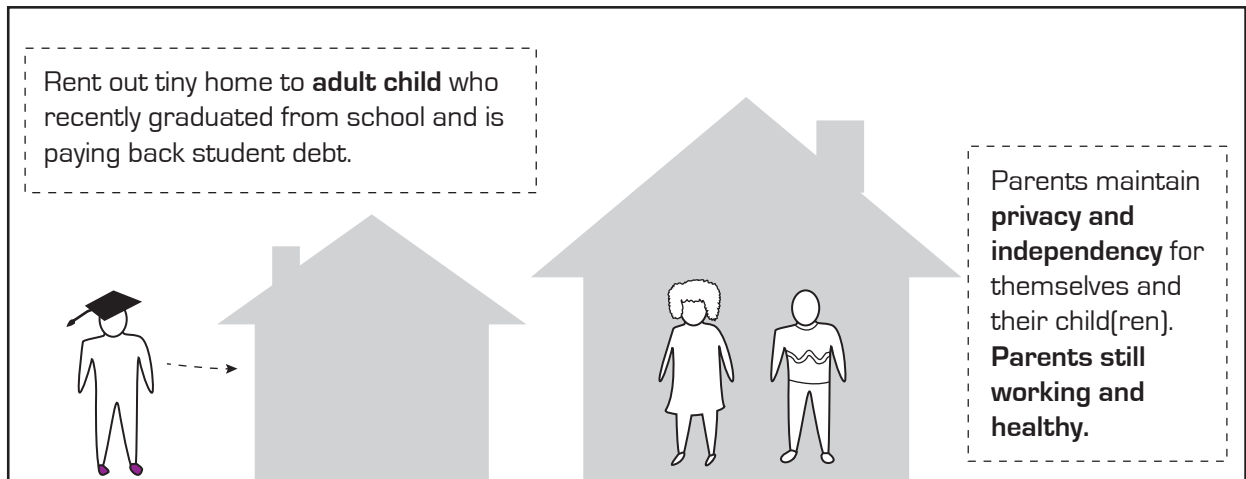 Rent out tiny home to adult child who
recently graduated from school and is
paying back student debt.
Parents maintain
privacy and
independency for
themselves and
their child(ren).
Parents still
working and
healthy.